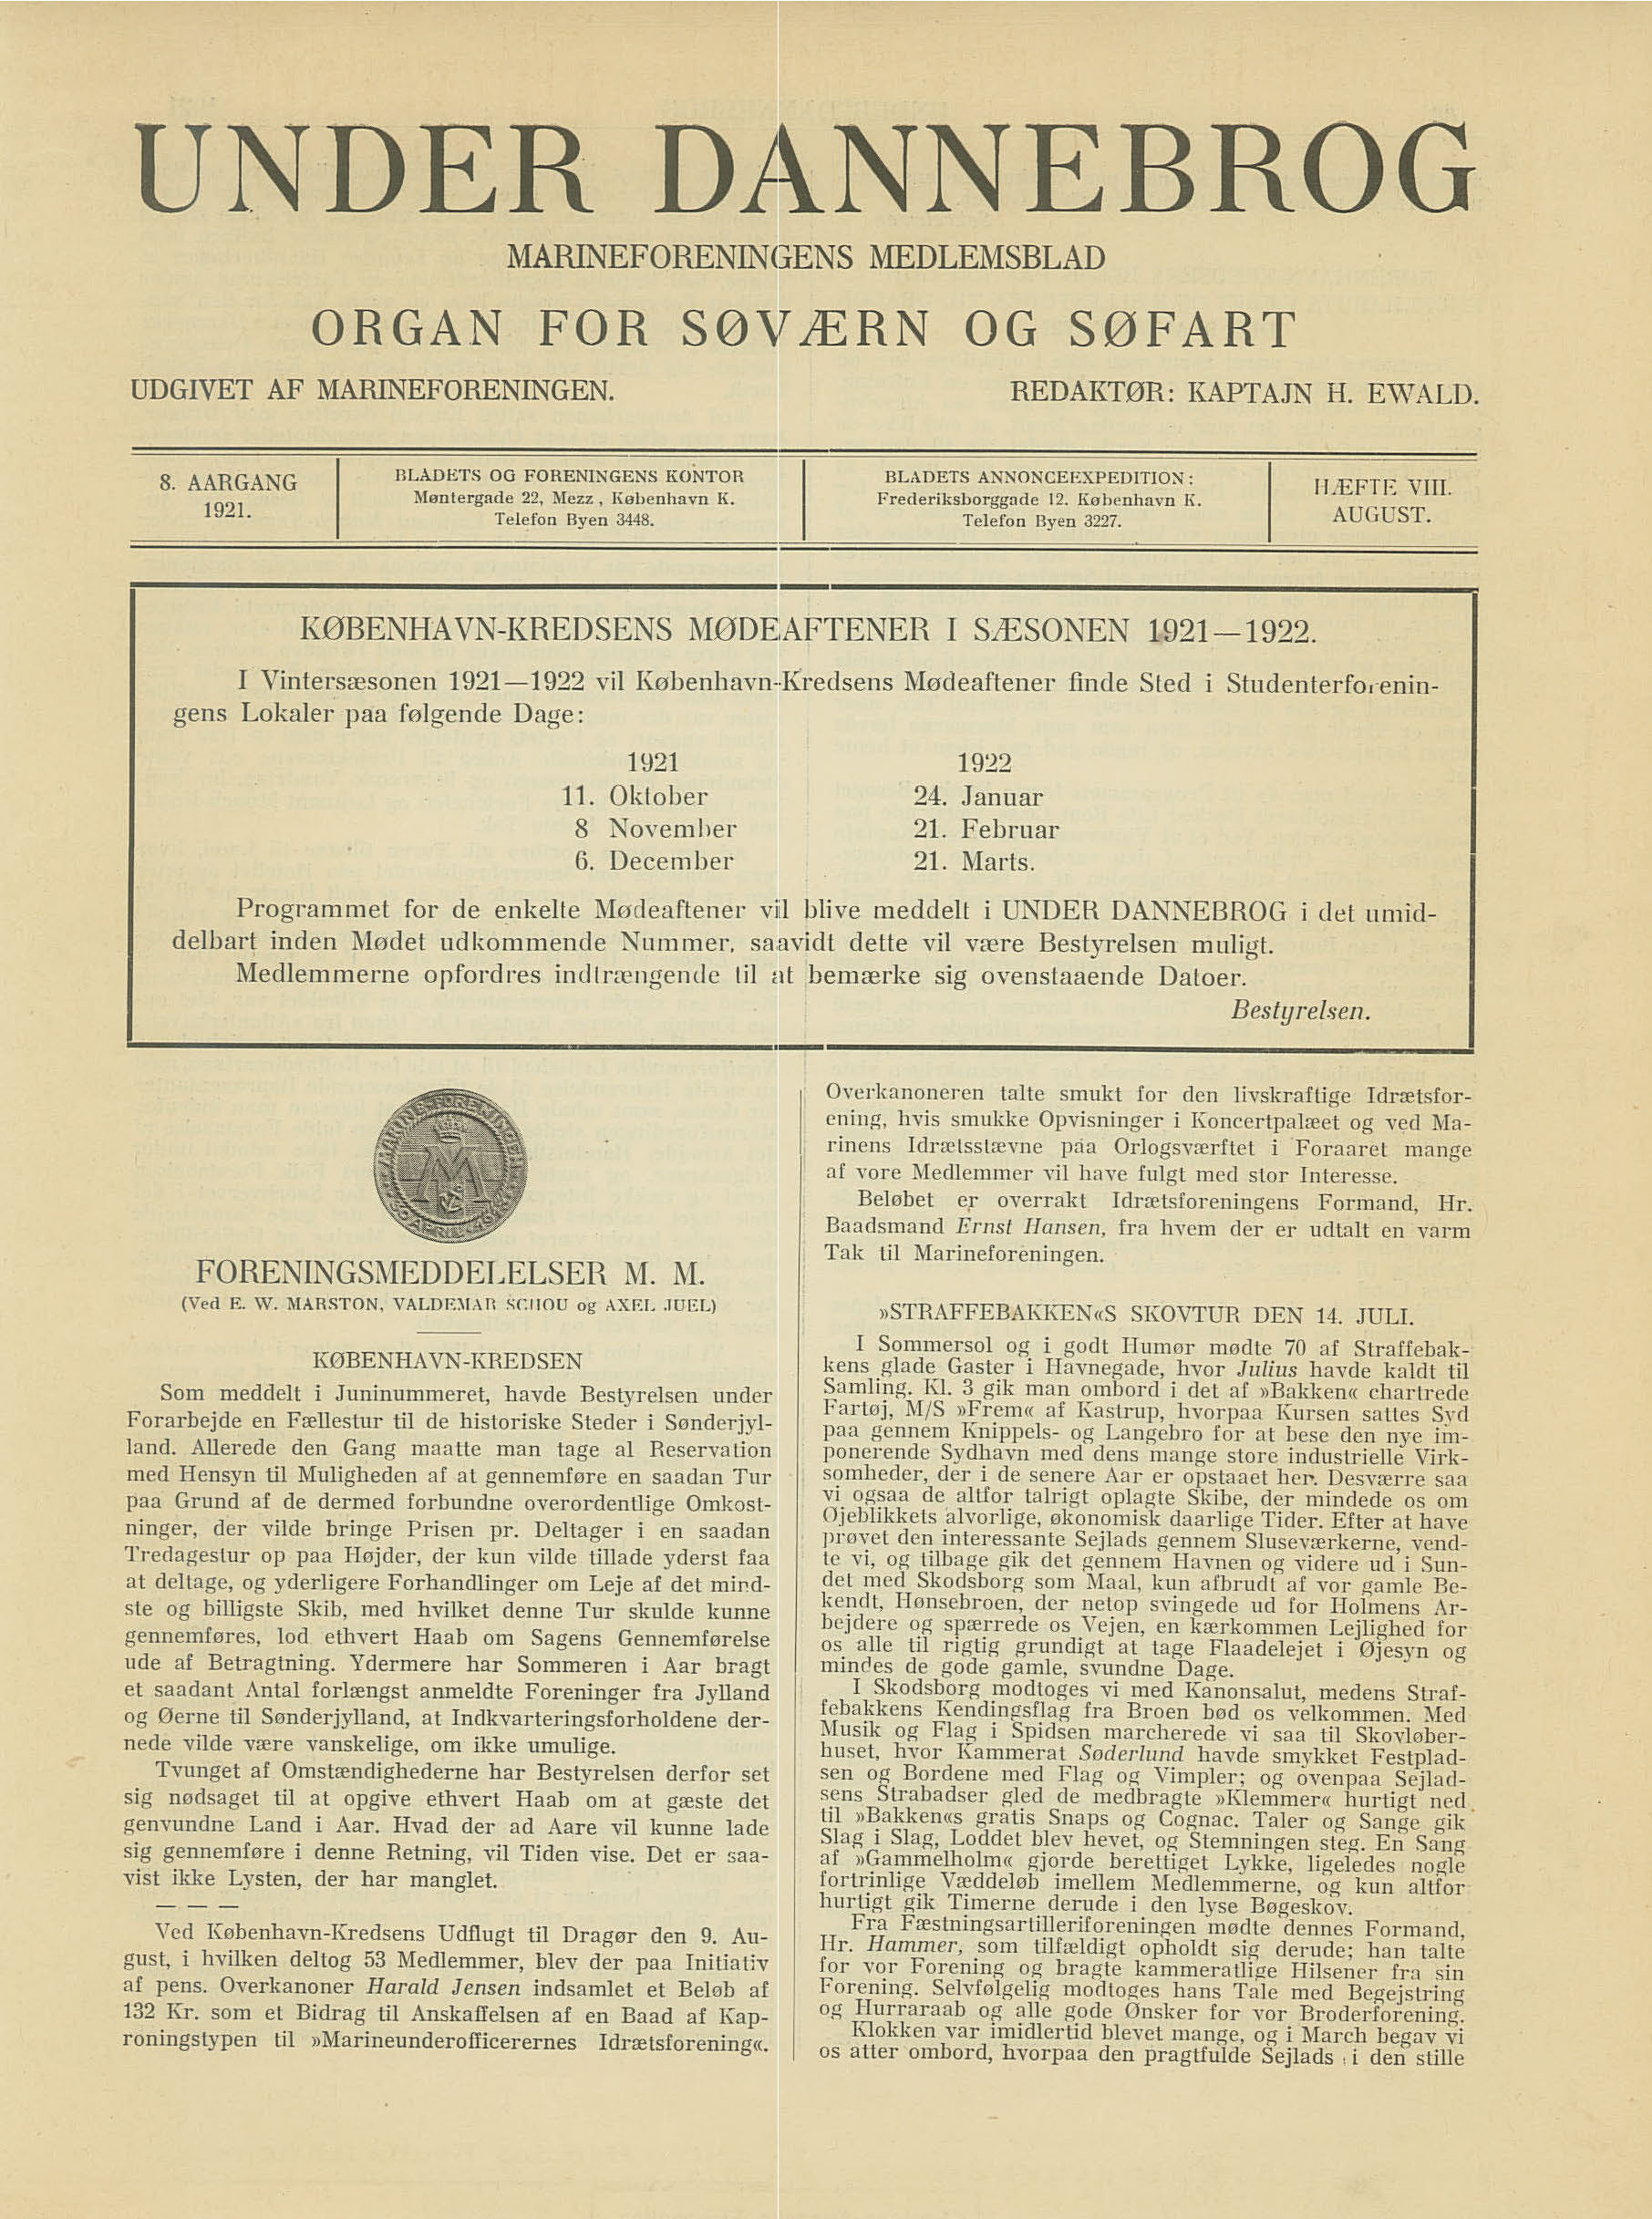 UNDER DANNEBROG
MARINEFORENINGENS MEDLEMSBLAD
ORGAN FOR SØVÆRN OG SØFART
UDGIVET AF MARINEFORENINGEN.
REDAKTØR: KAPTAJN H. EWALD.
8. AARGANG
1921.
BLADETS OG FORENINGENS KONTOR
Møntergade 22, Mezz, København K.
Telefon Byen 3448.
BLADETS ANNONCEEXPEDITION:
Frederiksborggade 12. København K.
Telefon Byen 3227.
HÆFTE VIII.
AUGUST.
KØBENHAVN-KREDSENS MØDEAFTENER I SÆSONEN 1921—1922.
I Vintersæsonen 1921—1922 vil København-Kredsens Mødeaftener finde Sted i Studenterforenin-
gens Lokaler paa følgende Dage:
1921
11. Oktober
8 November
6. December
1922
24. Januar
21. Februar
21. Marts.
Programmet for de enkelte Mødeaftener vil blive meddelt i UNDER DANNEBROG i det umid-
delbart inden Mødet udkommende Nummer, saavidt dette vil være Bestyrelsen muligt.
Medlemmerne opfordres indtrængende til at bemærke sig ovenstaaende Datoer.
Bestyrelsen.
MARINE-FORENINGEN
30 APRIL 1913
FORENINGSMEDDELELSER M. M.
(Ved E. W. MARSTON, VALDEMAR SCHOU og AXEL JUEL)
KØBENHAVN-KREDSEN
Som meddelt i Juninummeret, havde Bestyrelsen under
Forarbejde en Fællestur til de historiske Steder i Sønderjyl-
land. Allerede den Gang maatte man tage al Reservation
med Hensyn til Muligheden af at gennemføre en saadan Tur
paa Grund af de dermed forbundne overordentlige Omkost-
ninger, der vilde bringe Prisen pr. Deltager i en saadan
Tredagestur op paa Højder, der kun vilde tillade yderst faa
at deltage, og yderligere Forhandlinger om Leje af det mind-
ste og billigste Skib, med hvilket denne Tur skulde kunne
gennemføres, lod ethvert Haab om Sagens Gennemførelse
ude af Betragtning. Ydermere har Sommeren i Aar bragt
et saadant Antal forlængst anmeldte Foreninger fra Jylland
og Øerne til Sønderjylland, at Indkvarteringsforholdene der-
nede vilde være vanskelige, om ikke umulige.
Tvunget af Omstændighederne har Bestyrelsen derfor set
sig nødsaget til at opgive ethvert Haab om at gæste det
genvundne Land i Aar. Hvad der ad Aare vil kunne lade
sig gennemføre i denne Retning, vil Tiden vise. Det er saa-
vist ikke Lysten, der har manglet.
— — —
Ved København-Kredsens Udflugt til Dragør den 9. Au-
gust, i hvilken deltog 53 Medlemmer, blev der paa Initiativ
af pens. Overkanoner Harald Jensen indsamlet et Beløb af
132 Kr. som et Bidrag til Anskaffelsen af en Baad af Kap-
roningstypen til »Marineunderofficerernes Idrætsforening«.
Overkanoneren talte smukt for den livskraftige Idrætsfor-
ening, hvis smukke Opvisninger i Koncertpalæet og ved Ma-
rinens Idrætsstævne paa Orlogsværftet i Foraaret mange
af vore Medlemmer vil have fulgt med stor Interesse.
Beløbet er overrakt Idrætsforeningens Formand, Hr.
Baadsmand Ernst Hansen, fra hvem der er udtalt en varm
Tak til Marineforeningen.
»STRAFFEBAKKEN«S SKOVTUR DEN 14. JULI.
I Sommersol og i godt Humør mødte 70 af Straffebak-
kens glade Gaster i Havnegade, hvor Julius havde kaldt til
Samling. Kl. 3 gik man ombord i det af »Bakken« chartrede
Fartøj, M/S »Frem« af Kastrup, hvorpaa Kursen sattes Syd
paa gennem Knippels- og Langebro for at bese den nye im-
ponerende Sydhavn med dens mange store industrielle Virk-
somheder, der i de senere Aar er opstaaet her. Desværre saa
vi ogsaa de altfor talrigt oplagte Skibe, der mindede os om
Øjeblikkets alvorlige, økonomisk daarlige Tider. Efter at have
prøvet den interessante Sejlads gennem Sluseværkerne, vend-
te vi, og tilbage gik det gennem Havnen og videre ud i Sun-
det med Skodsborg som Maal, kun afbrudt af vor gamle Be-
kendt, Hønsebroen, der netop svingede ud for Holmens Ar-
bejdere og spærrede os Vejen, en kærkommen Lejlighed for
os alle til rigtig grundigt at tage Flaadelejet i Øjesyn og
mindes de gode gamle, svundne Dage.
I Skodsborg modtoges vi med Kanonsalut, medens Straf-
febakkens Kendingsflag fra Broen bød os velkommen. Med
Musik og Flag i Spidsen marcherede vi saa til Skovløber-
huset, hvor Kammerat Søderlund havde smykket Festplad-
sen og Bordene med Flag og Vimpler; og ovenpaa Sejlad-
sens Strabadser gled de medbragte »Klemmer« hurtigt ned
til »Bakken«s gratis Snaps og Cognac. Taler og Sange gik
Slag i Slag, Loddet blev hevet, og Stemningen steg. En Sang
af »Gammelholm« gjorde berettiget Lykke, ligeledes nogle
fortrinlige Væddeløb imellem Medlemmerne, og kun altfor
hurtigt gik Timerne derude i den lyse Bøgeskov.
Fra Fæstningsartilleriforeningen mødte dennes Formand,
Hr. Hammer, som tilfældigt opholdt sig derude; han talte
for vor Forening og bragte kammeratlige Hilsener fra sin
Forening. Selvfølgelig modtoges hans Tale med Begejstring
og Hurraraab og alle gode Ønsker for vor Broderforening.
Klokken var imidlertid blevet mange, og i March begav vi
os atter ombord, hvorpaa den pragtfulde Sejlads i den stille